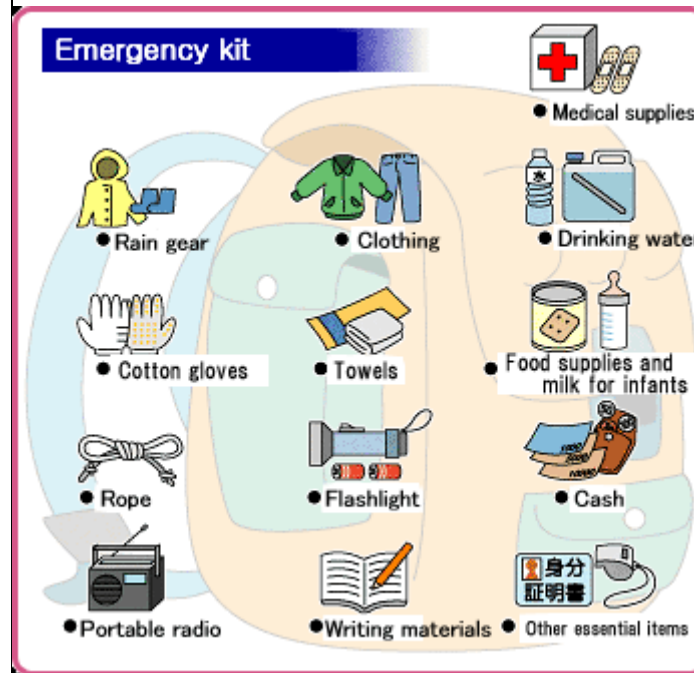 Emergency kit
● Medical supplies
● Rain gear
● Clothing
水
● Drinking water
● Cotton gloves
● Towels
● Food supplies and
milk for infants
● Rope
● Flashlight
● Cash
身分
証明書
● Portable radio
● Writing materials
● Other essential items